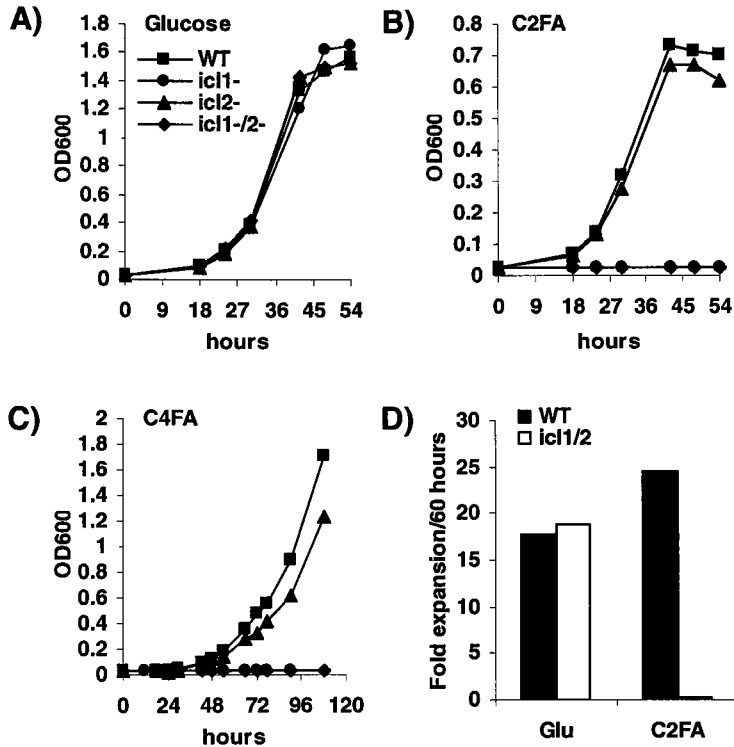 A)
Glucose
WT
icl1-
icl2-
icl1-/2-
OD600
1.8
1.6
1.4
1.2
1
0.8
0.6
0.4
0.2
0
0 9 18 27 36 45 54
hours
B)
C2FA
OD600
0.8
0.7
0.6
0.5
0.4
0.3
0.2
0.1
0
0 9 18 27 36 45 54
hours
C)
C4FA
OD600
2
1.8
1.6
1.4
1.2
1
0.8
0.6
0.4
0.2
0
0 24 48 72 96 120
hours
D)
WT
icl1/2
Fold expansion/60 hours
30
25
20
15
10
5
0
Glu C2FA